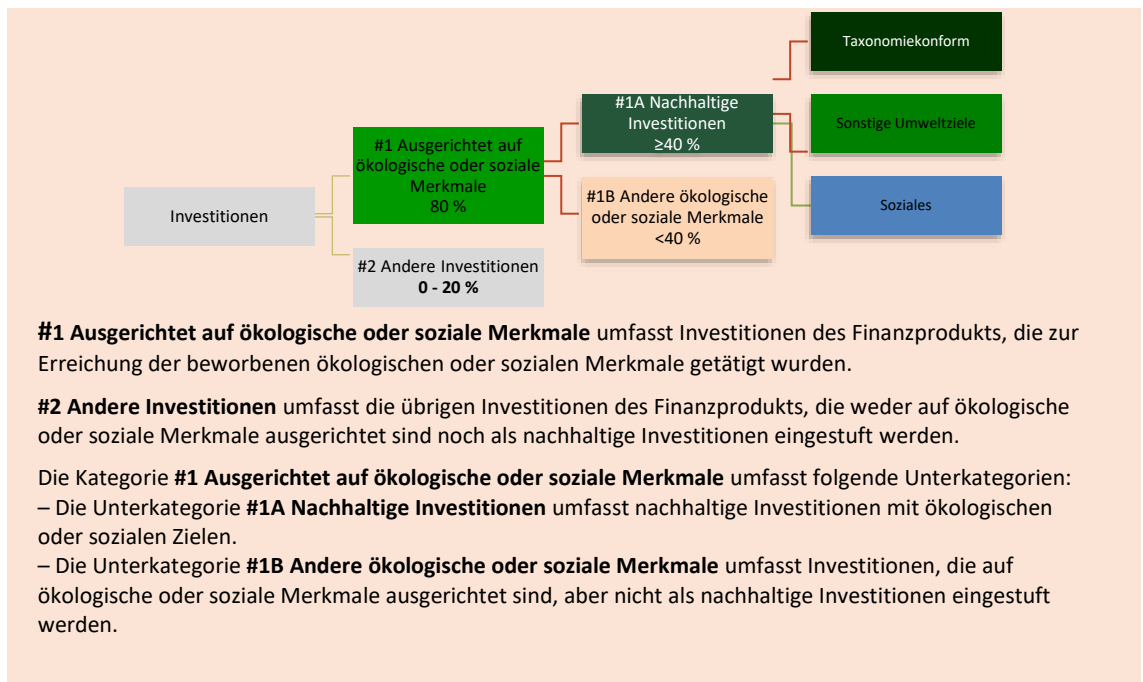 Taxonomiekonform
#1A Nachhaltige
Investitionen
≥40 %
Sonstige Umweltziele
#1 Ausgerichtet auf
ökologische oder soziale
Merkmale
80 %
Investitionen
#1B Andere ökologische
oder soziale Merkmale
<40 %
Soziales
#2 Andere Investitionen
0 - 20 %
#1 Ausgerichtet auf ökologische oder soziale Merkmale umfasst Investitionen des Finanzprodukts, die zur
Erreichung der beworbenen ökologischen oder sozialen Merkmale getätigt wurden.
#2 Andere Investitionen umfasst die übrigen Investitionen des Finanzprodukts, die weder auf ökologische
oder soziale Merkmale ausgerichtet sind noch als nachhaltige Investitionen eingestuft werden.
Die Kategorie #1 Ausgerichtet auf ökologische oder soziale Merkmale umfasst folgende Unterkategorien:
– Die Unterkategorie #1A Nachhaltige Investitionen umfasst nachhaltige Investitionen mit ökologischen
oder sozialen Zielen.
– Die Unterkategorie #1B Andere ökologische oder soziale Merkmale umfasst Investitionen, die auf
ökologische oder soziale Merkmale ausgerichtet sind, aber nicht als nachhaltige Investitionen eingestuft
werden.